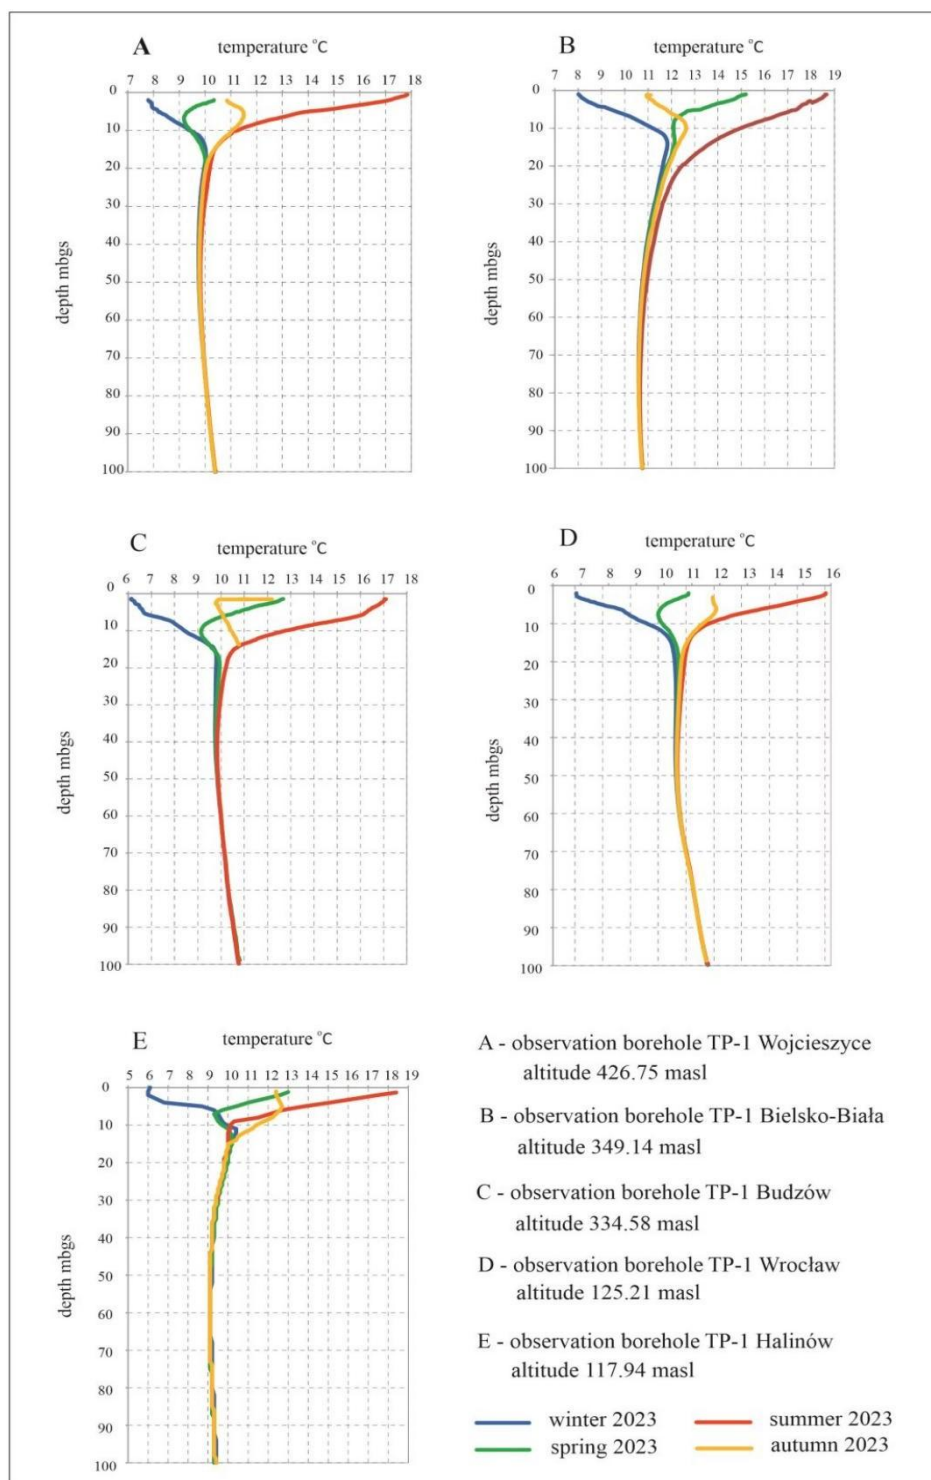 A temperature °C
7 8 9 10 11 12 13 14 15 16 17 18
0
10
20
30
40
50
60
70
80
90
100
depth mbgs
B temperature °C
7 8 9 10 11 12 13 14 15 16 17 18 19
0
10
20
30
40
50
60
70
80
90
100
depth mbgs
C temperature °C
6 7 8 9 10 11 12 13 14 15 16 17 18
0
10
20
30
40
50
60
70
80
90
100
depth mbgs
D temperature °C
6 7 8 9 10 11 12 13 14 15 16
0
10
20
30
40
50
60
70
80
90
100
depth mbgs
E temperature °C
5 6 7 8 9 10 11 12 13 14 15 16 17 18 19
0
10
20
30
40
50
60
70
80
90
100
depth mbgs
A - observation borehole TP-1 Wojcieszyce
altitude 426.75 masl
B - observation borehole TP-1 Bielsko-Biała
altitude 349.14 masl
C - observation borehole TP-1 Budzów
altitude 334.58 masl
D - observation borehole TP-1 Wrocław
altitude 125.21 masl
E - observation borehole TP-1 Halinów
altitude 117.94 masl
winter 2023 summer 2023
spring 2023 autumn 2023